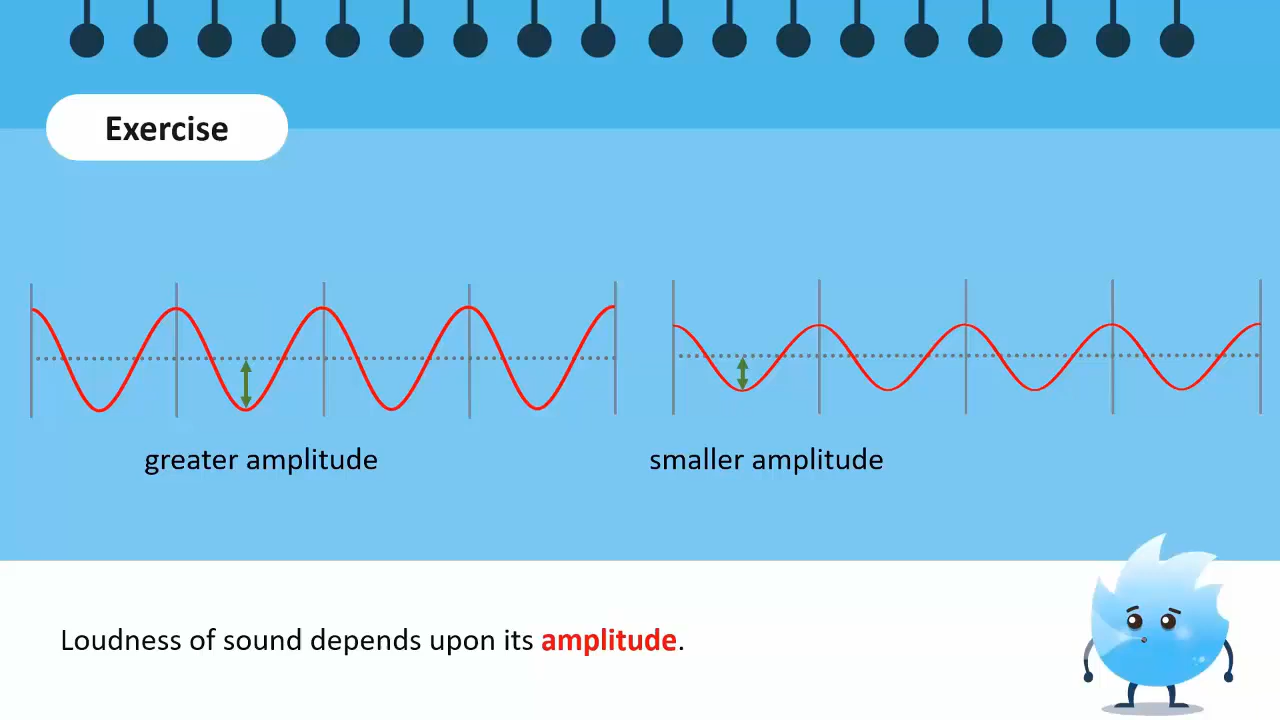 Exercise
greater amplitude
smaller amplitude
Loudness of sound depends upon its amplitude.